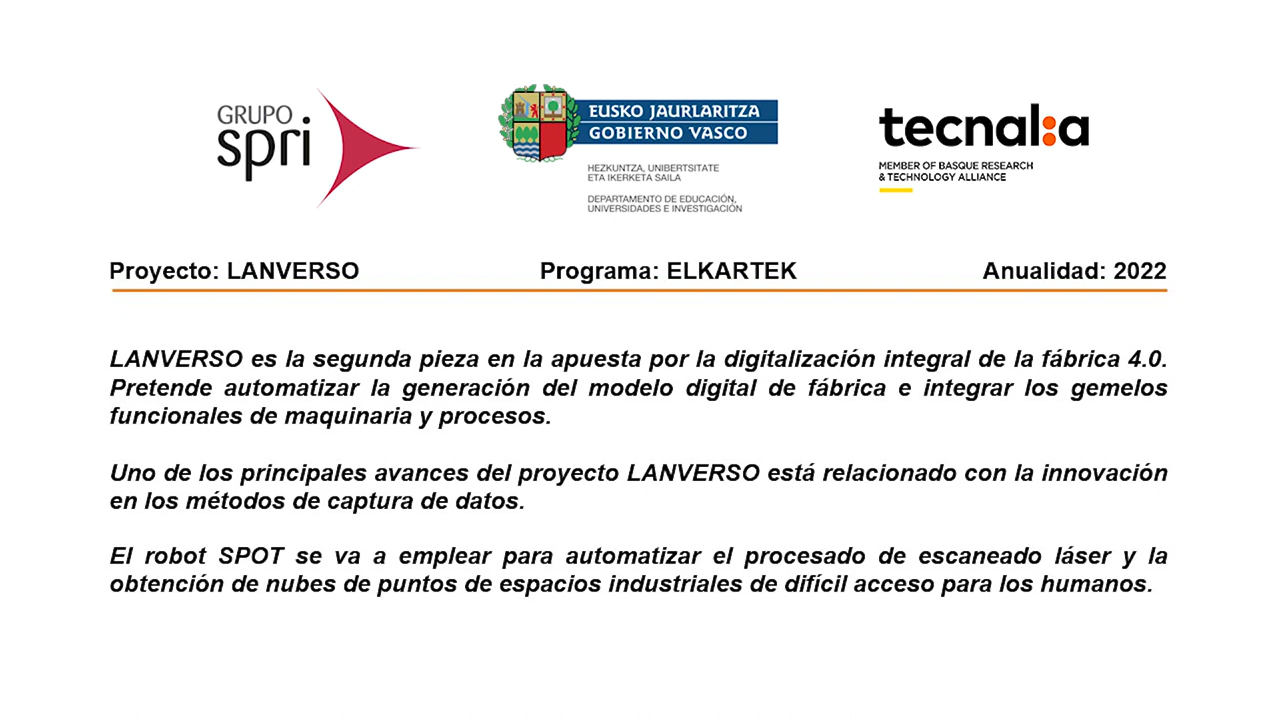 GRUPO
spri
EUSKO JAURLARITZA
GOBIERNO VASCO
HEZKUNTZA, UNIBERTSITATE
ETA IKERKETA SAILA
DEPARTAMENTO DE EDUCACIÓN,
UNIVERSIDADES E INVESTIGACIÓN
tecnalia
MEMBER OF BASQUE RESEARCH
& TECHNOLOGY ALLIANCE
Proyecto: LANVERSO Programa: ELKARTEK Anualidad: 2022
LANVERSO es la segunda pieza en la apuesta por la digitalización integral de la fábrica 4.0.
Pretende automatizar la generación del modelo digital de fábrica e integrar los gemelos
funcionales de maquinaria y procesos.
Uno de los principales avances del proyecto LANVERSO está relacionado con la innovación
en los métodos de captura de datos.
El robot SPOT se va a emplear para automatizar el procesado de escaneado láser y la
obtención de nubes de puntos de espacios industriales de difícil acceso para los humanos.